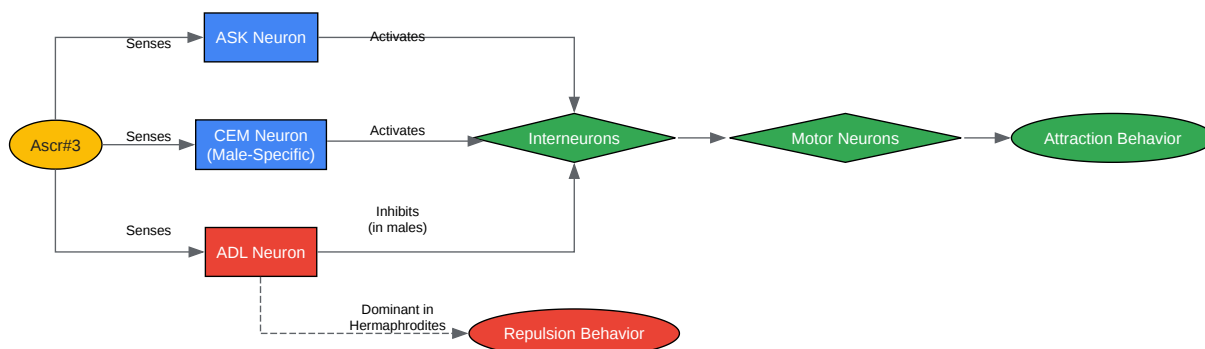 ASK Neuron
Senses
Activates
Ascr#3
Senses
CEM Neuron
(Male-Specific)
Activates
Interneurons
Motor Neurons
Attraction Behavior
Senses
ADL Neuron
Inhibits
(in males)
Dominant in
Hermaphrodites
Repulsion Behavior